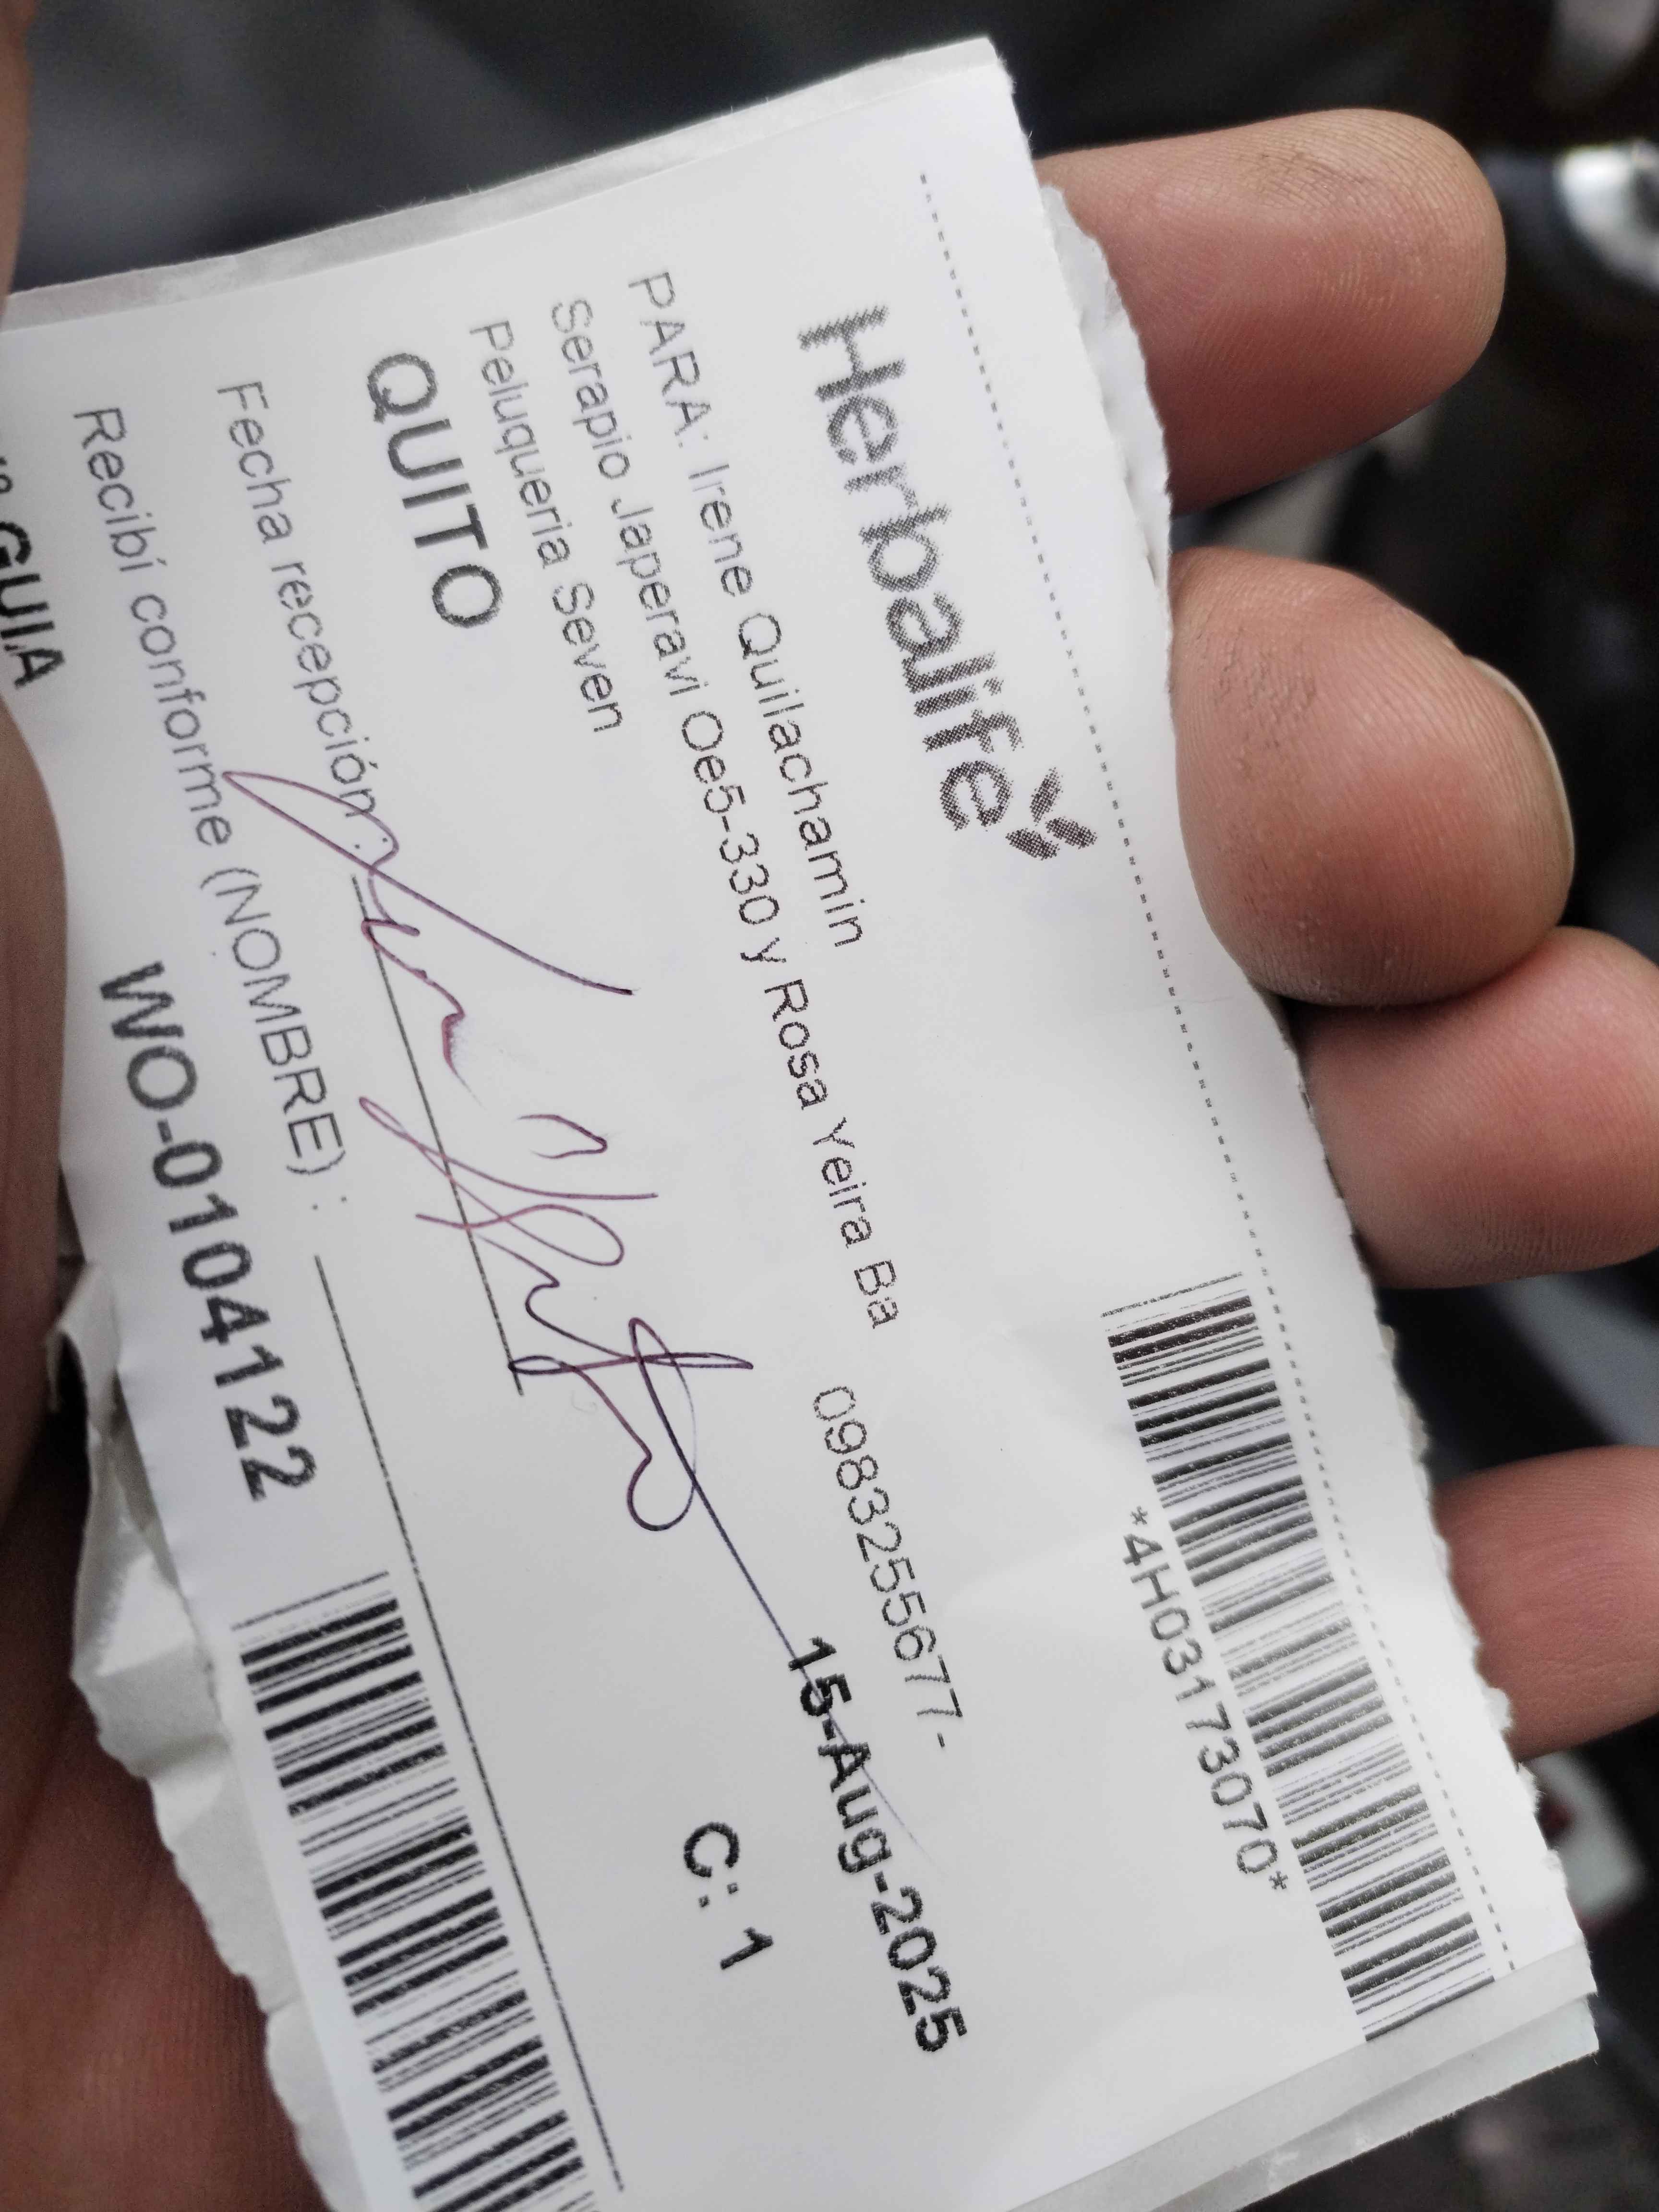 Herbalife
*4H03173070*
PARA: Irene Quilachamin
Serapio Japeravi Oe5-330 y Rosa Yeira Ba
0983255677-
Peluqueria Seven
QUITO
15-Aug-2025
C: 1
Fecha recepción:
Recibí conforme (NOMBRE) :
GUIA
WO-0104122